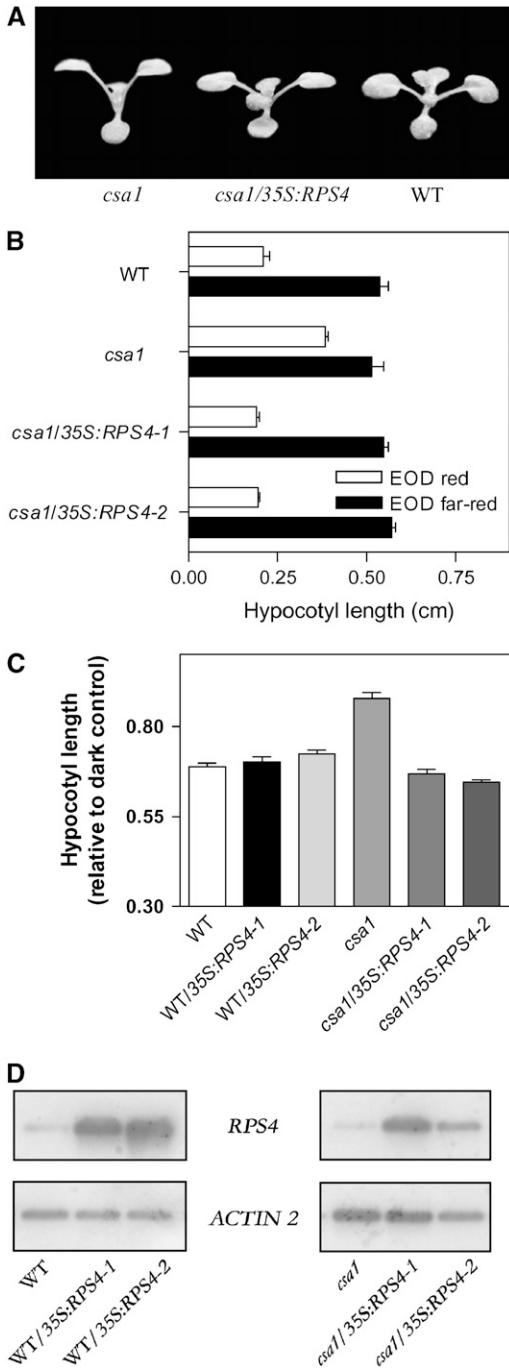 A
csa1 csa1/35S:RPS4 WT
B
WT
csa1
csa1/35S:RPS4-1
csa1/35S:RPS4-2
EOD red
EOD far-red
0.00 0.25 0.50 0.75
Hypocotyl length (cm)
C
Hypocotyl length
(relative to dark control)
0.80
0.55
0.30
WT
WT/35S:RPS4-1
WT/35S:RPS4-2
csa1
csa1/35S:RPS4-1
csa1/35S:RPS4-2
D
RPS4
ACTIN 2
WT
WT/35S:RPS4-1
WT/35S:RPS4-2
csa1
csa1/35S:RPS4-1
csa1/35S:RPS4-2